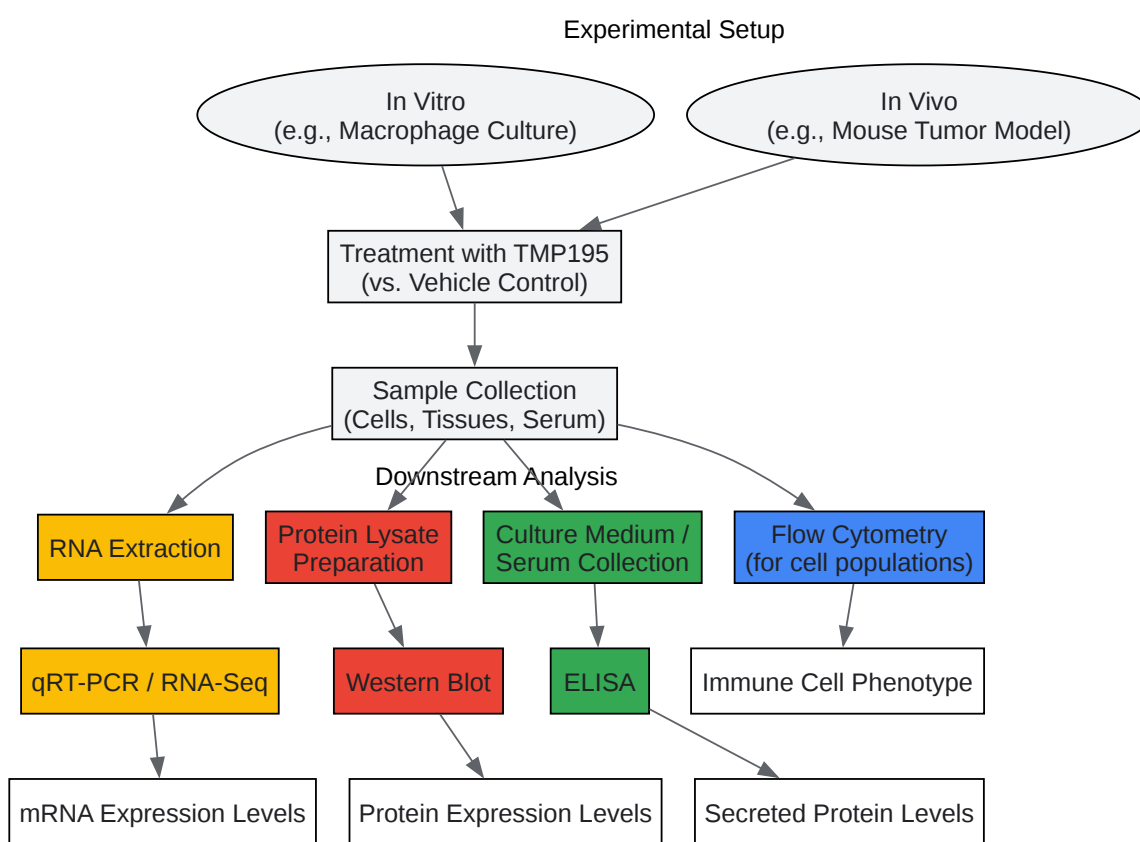 Experimental Setup
In Vitro
(e.g., Macrophage Culture)
In Vivo
(e.g., Mouse Tumor Model)
Treatment with TMP195
(vs. Vehicle Control)
Sample Collection
(Cells, Tissues, Serum)
Downstream Analysis
RNA Extraction
Protein Lysate
Preparation
Culture Medium /
Serum Collection
Flow Cytometry
(for cell populations)
qRT-PCR / RNA-Seq
Western Blot
ELISA
Immune Cell Phenotype
mRNA Expression Levels
Protein Expression Levels
Secreted Protein Levels